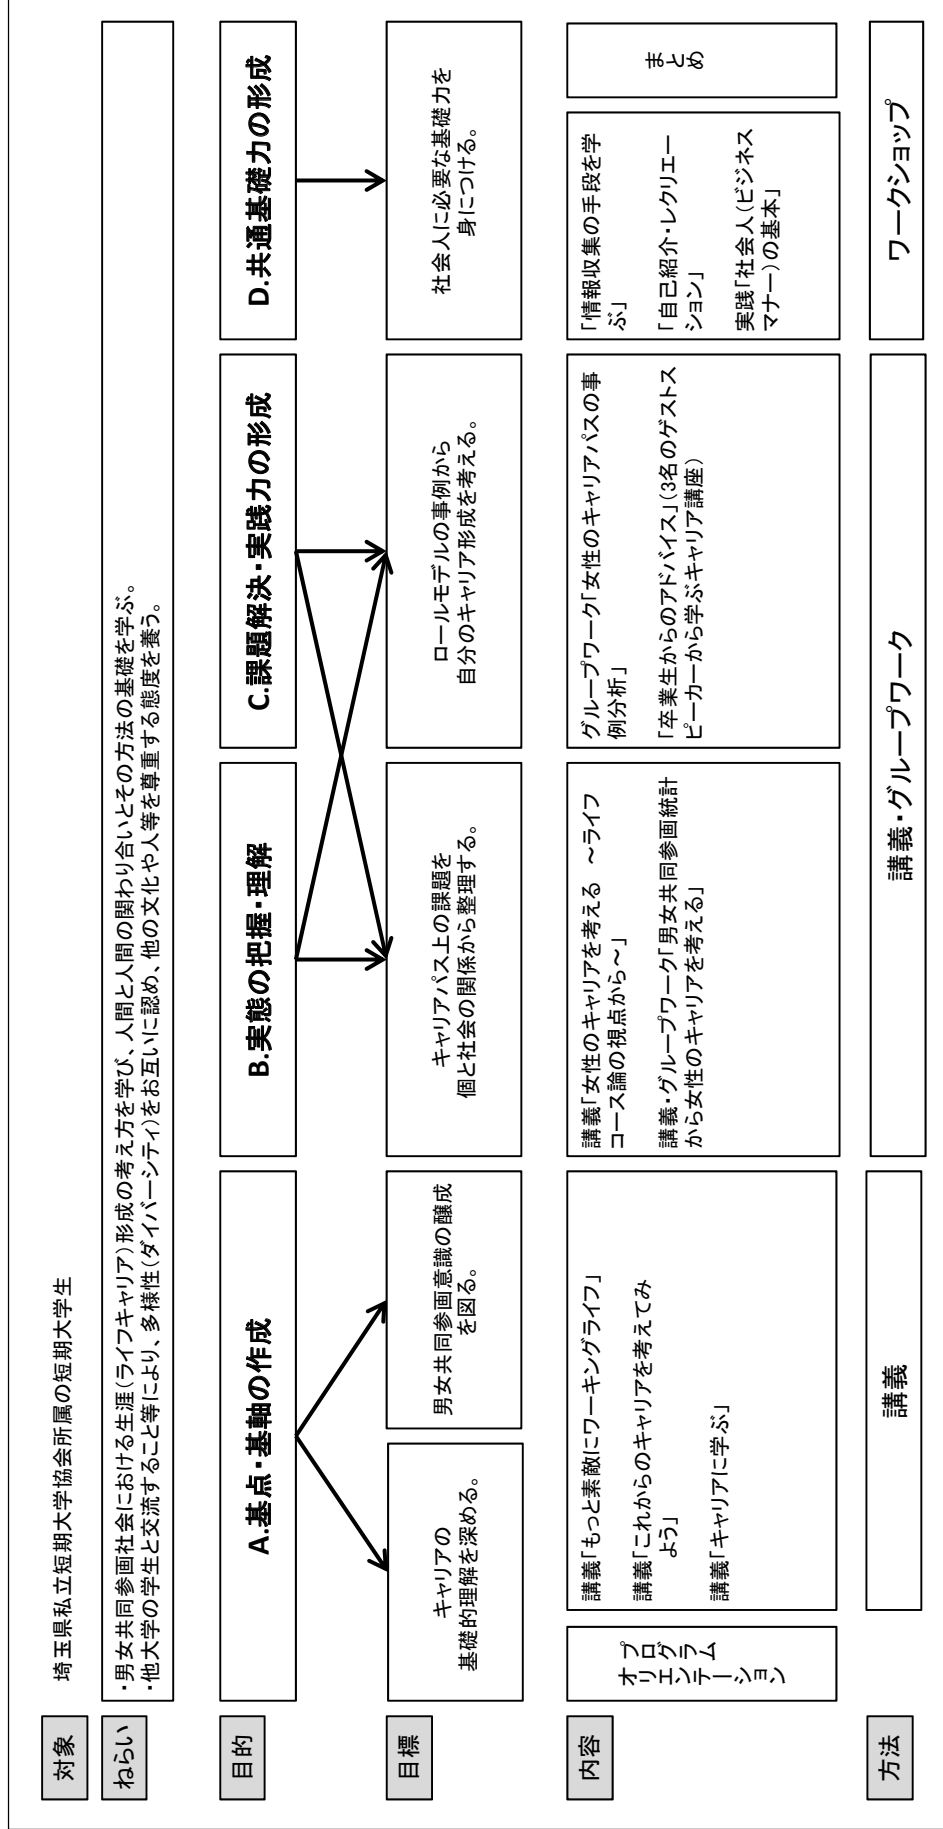 対象
埼玉県私立短期大学協会所属の短期大学生
ねらい
・男女共同参画社会における生涯(ライフキャリア)形成の考え方を学び、人間と人間の関わり合いとその方法の基礎を学ぶ。
・他大学の学生と交流すること等により、多様性(ダイバーシティ)をお互いに認め、他の文化や人等を尊重する態度を養う。
目的
A.基点・基軸の作成
B.実態の把握・理解
C.課題解決・実践力の形成
D.共通基礎力の形成
目標
キャリアの
基礎的理解を深める。
男女共同参画意識の醸成
を図る。
キャリアパス上の課題を
個と社会の関係から整理する。
ロールモデルの事例から
自分のキャリア形成を考える。
社会人に必要な基礎力を
身につける。
内容
プログラム
オリエンテーション
講義「もっと素敵にワーキングライフ」
講義「これからのキャリアを考えてみ
よう」
講義「キャリアに学ぶ」
講義「女性のキャリアを考える ～ライフ
コース論の視点から～」
講義・グループワーク「男女共同参画統計
から女性のキャリアを考える」
グループワーク「女性のキャリアパスの事
例分析」
「卒業生からのアドバイス」(3名のゲストス
ピーカーから学ぶキャリア講座)
「情報収集の手段を学
ぶ」
「自己紹介・レクリエー
ション」
実践「社会人(ビジネス
マナー)の基本」
まとめ
方法
講義
講義・グループワーク
ワークショップ